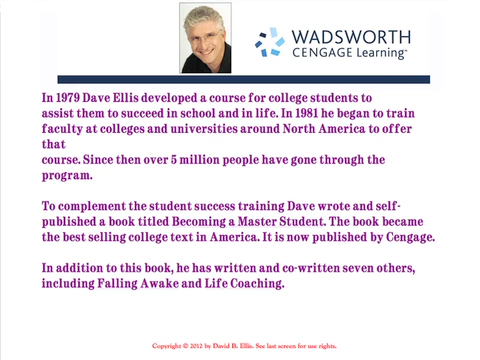 WADSWORTH
CENGAGE Learning™
In 1979 Dave Ellis developed a course for college students to
assist them to succeed in school and in life. In 1981 he began to train
faculty at colleges and universities around North America to offer
that
course. Since then over 5 million people have gone through the
program.
To complement the student success training Dave wrote and self-
published a book titled Becoming a Master Student. The book became
the best selling college text in America. It is now published by Cengage.
In addition to this book, he has written and co-written seven others,
including Falling Awake and Life Coaching.
Copyright © 2012 by David B. Ellis. See last screen for use rights.